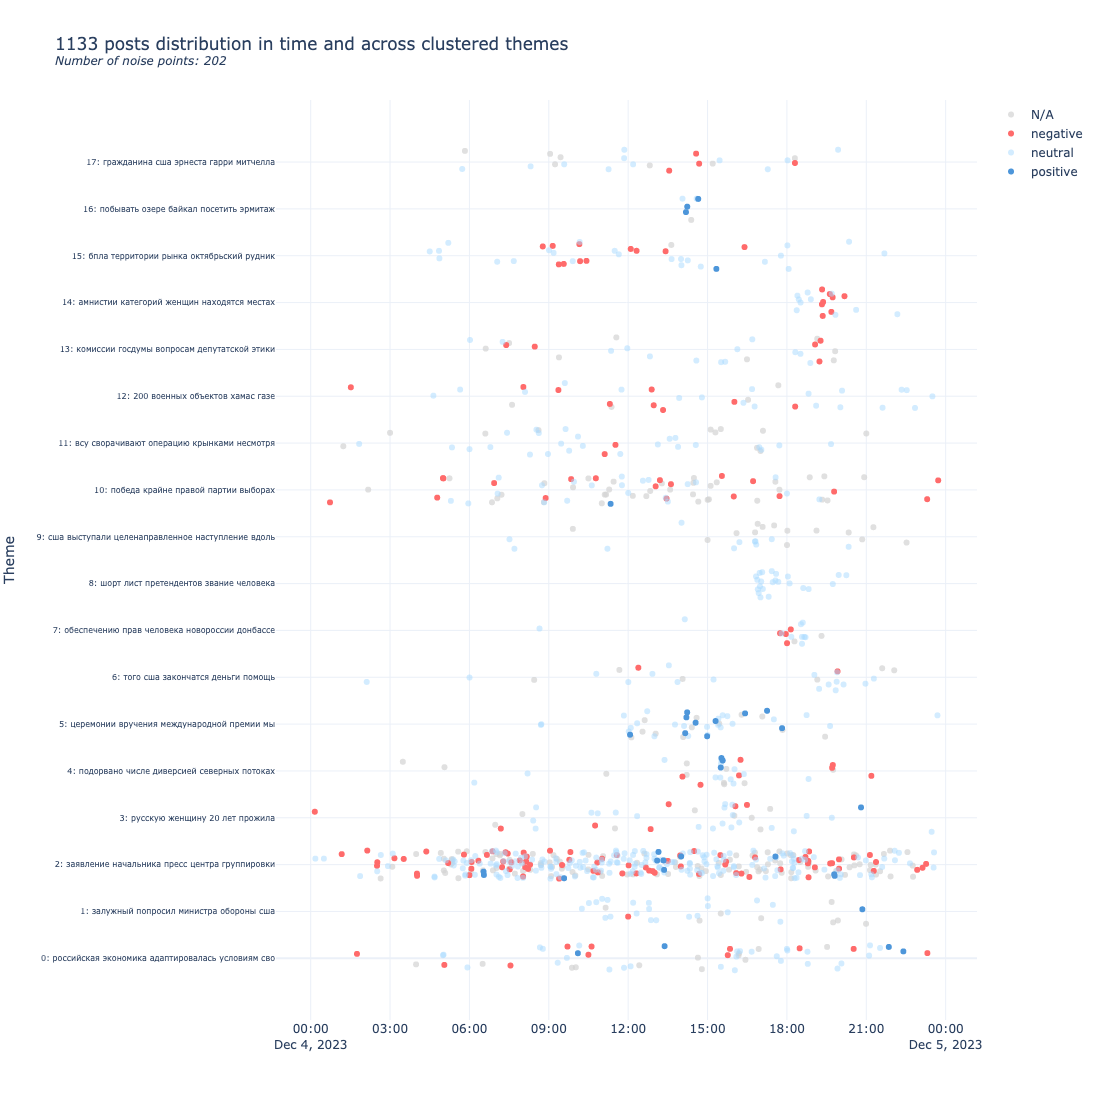 1133 posts distribution in time and across clustered themes
Number of noise points: 202
N/A
negative
neutral
positive
Theme
17: гражданина сша эрнеста гарри митчелла
16: побывать озере байкал посетить эрмитаж
15: бпла территории рынка октябрьский рудник
14: амнистии категорий женщин находятся местах
13: комиссии госдумы вопросам депутатской этики
12: 200 военных объектов хамас газе
11: всу сворачивают операцию крынками несмотря
10: победа крайне правой партии выборах
9: сша выступали целенаправленное наступление вдоль
8: шорт лист претендентов звание человека
7: обеспечению прав человека новороссии донбассе
6: того сша закончатся деньги помощь
5: церемонии вручения международной премии мы
4: подорвано числе диверсией северных потоках
3: русскую женщину 20 лет прожила
2: заявление начальника пресс центра группировки
1: залужный попросил министра обороны сша
0: российская экономика адаптировалась условиям сво
00:00 03:00 06:00 09:00 12:00 15:00 18:00 21:00 00:00
Dec 4, 2023 Dec 5, 2023